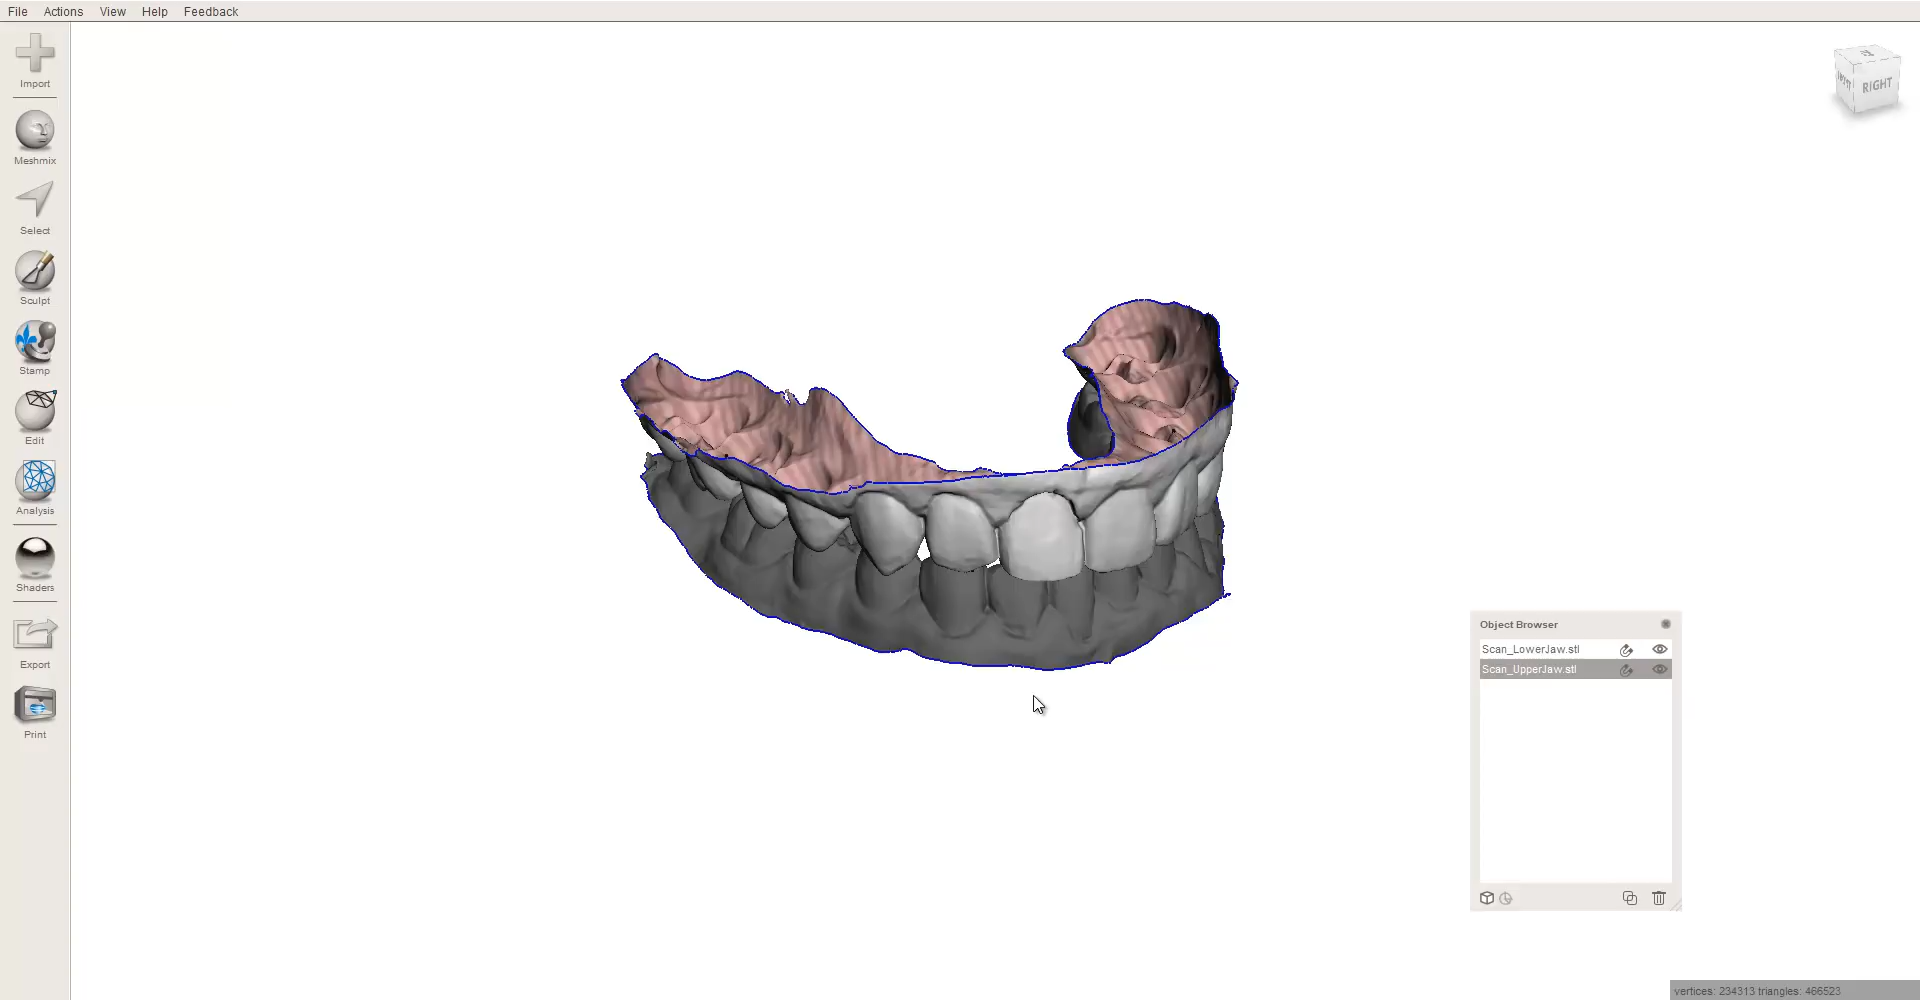 File Actions View Help Feedback
Import
Meshmix
Select
Sculpt
Stamp
Edit
Analysis
Shaders
Export
Print
RIGHT
Object Browser
Scan_LowerJaw.stl
Scan_UpperJaw.stl
vertices: 234313 triangles: 466523